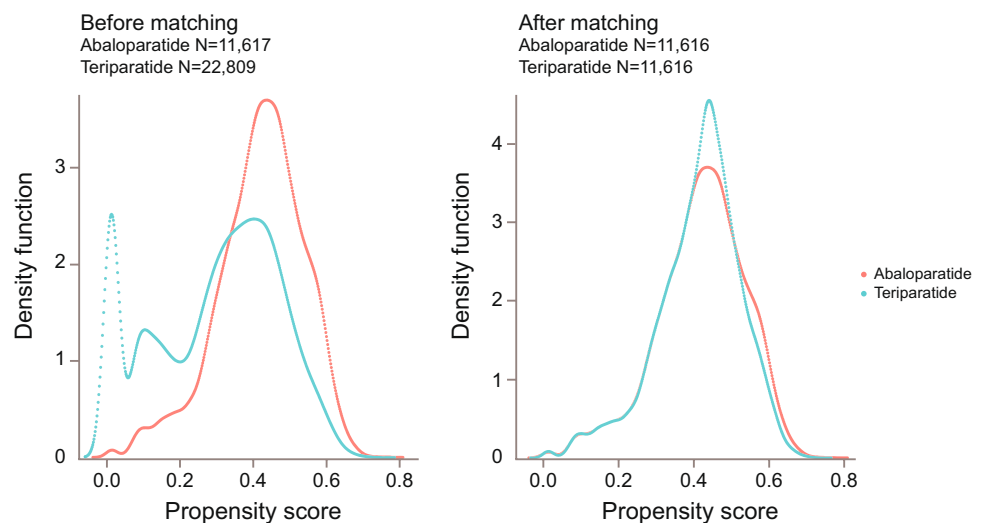 Before matching
Abaloparatide N=11,617
Teriparatide N=22,809
Density function
3
2
1
0
0.0 0.2 0.4 0.6 0.8
Propensity score
After matching
Abaloparatide N=11,616
Teriparatide N=11,616
Density function
4
3
2
1
0
0.0 0.2 0.4 0.6 0.8
Propensity score
Abaloparatide
Teriparatide